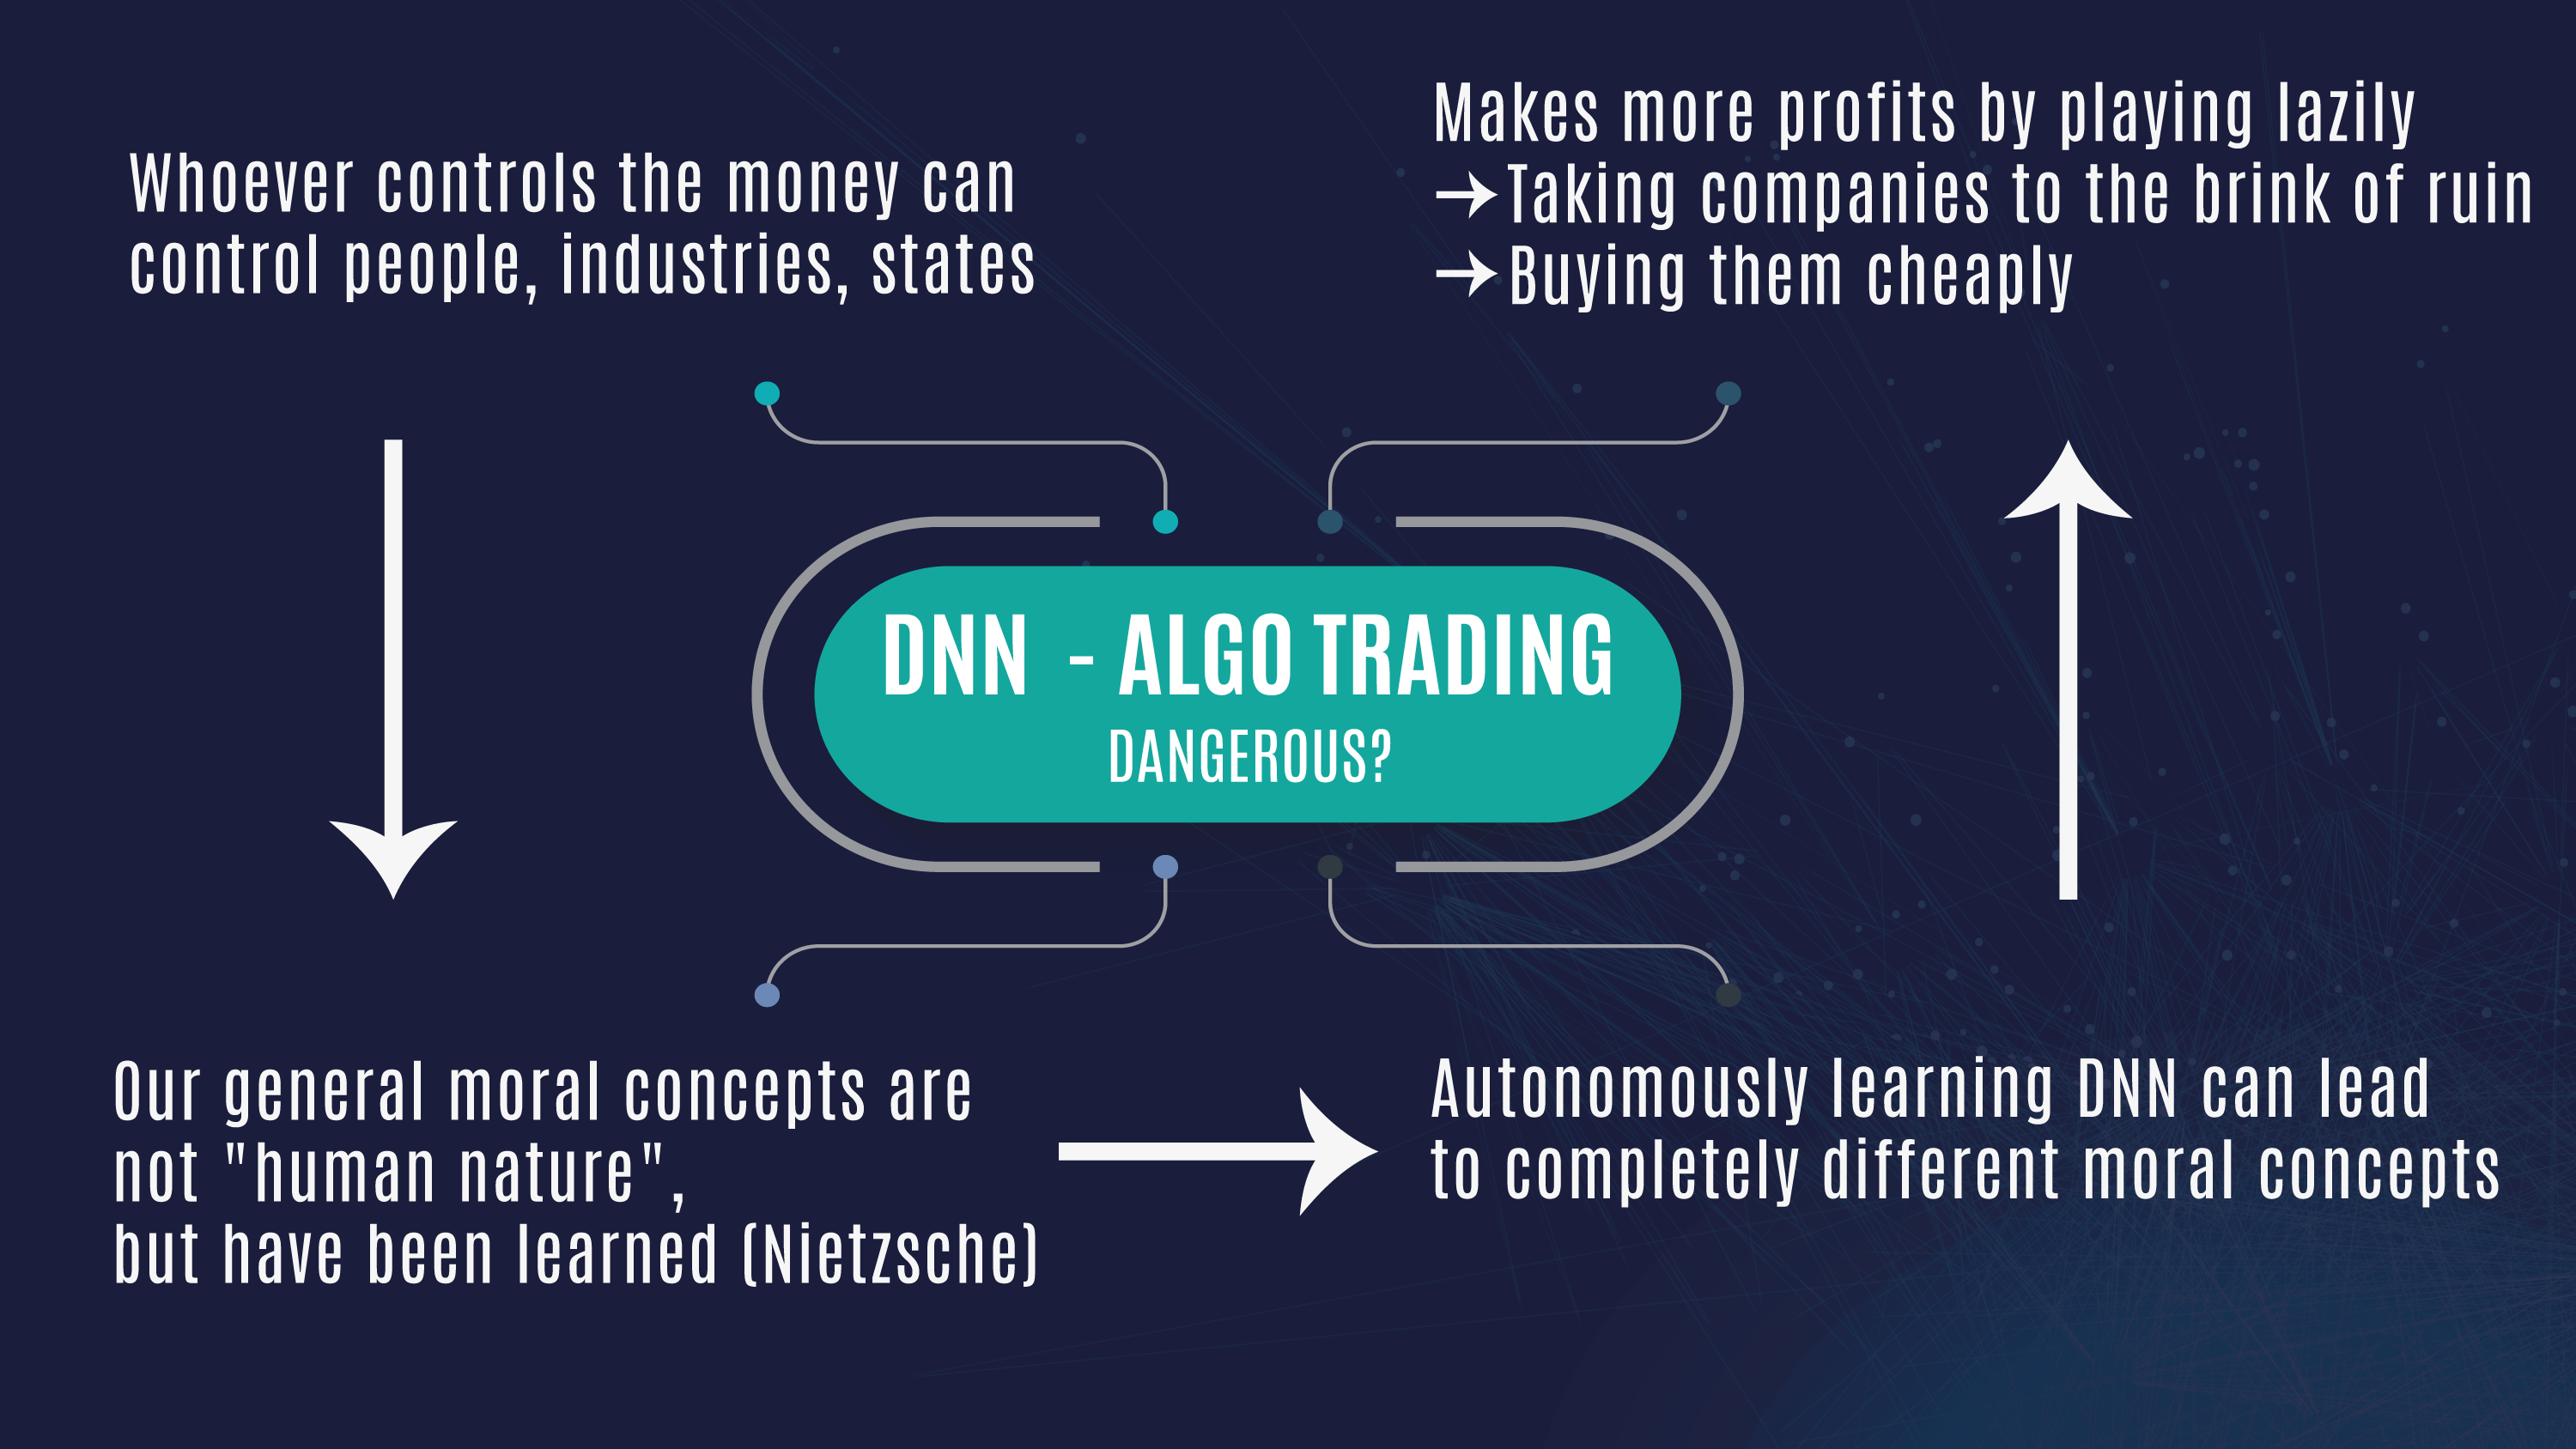 Whoever controls the money can
control people, industries, states
Makes more profits by playing lazily
→Taking companies to the brink of ruin
→Buying them cheaply
DNN - ALGO TRADING
DANGEROUS?
Our general moral concepts are
not "human nature",
but have been learned (Nietzsche)
Autonomously learning DNN can lead
to completely different moral concepts